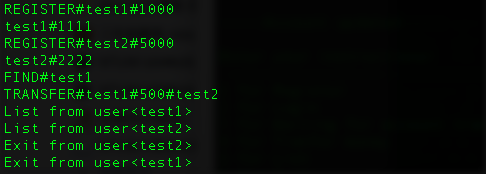 REGISTER#test1#1000
test1#1111
REGISTER#test2#5000
test2#2222
FIND#test1
TRANSFER#test1#500#test2
List from user<test1>
List from user<test2>
Exit from user<test2>
Exit from user<test1>